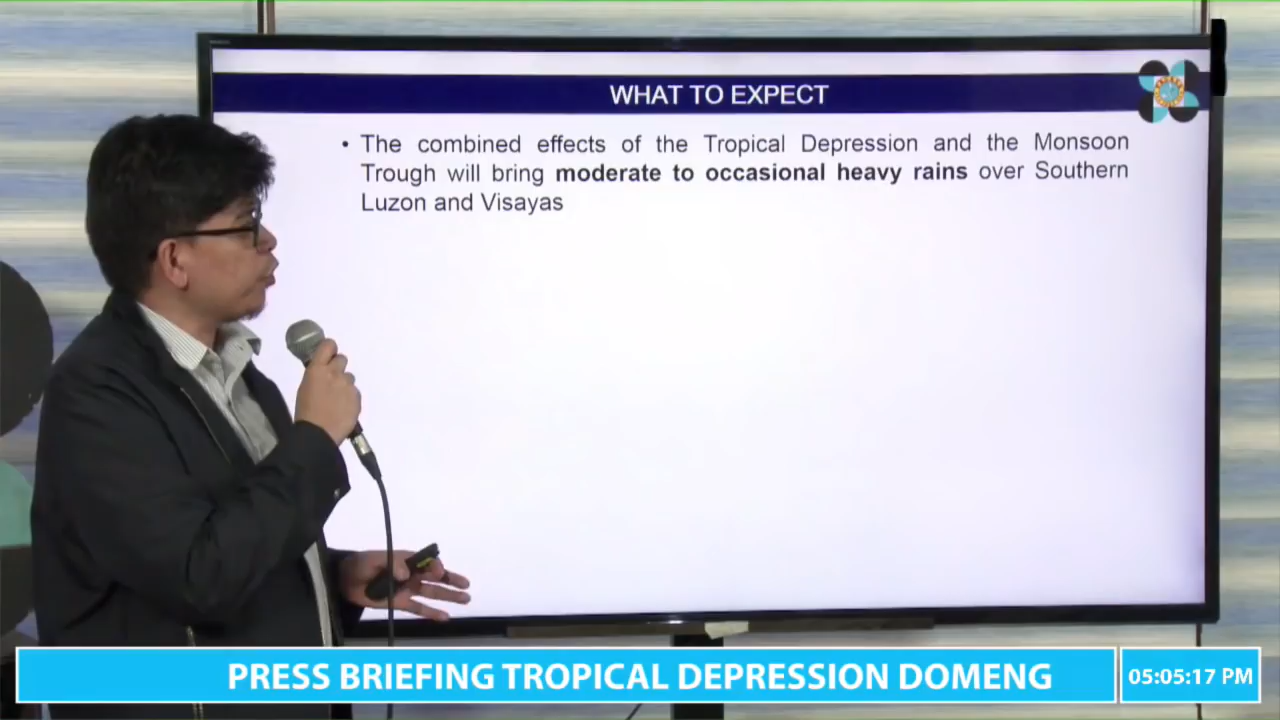 WHAT TO EXPECT
• The combined effects of the Tropical Depression and the Monsoon
Trough will bring moderate to occasional heavy rains over Southern
Luzon and Visayas
PRESS BRIEFING TROPICAL DEPRESSION DOMENG
05:05:17 PM